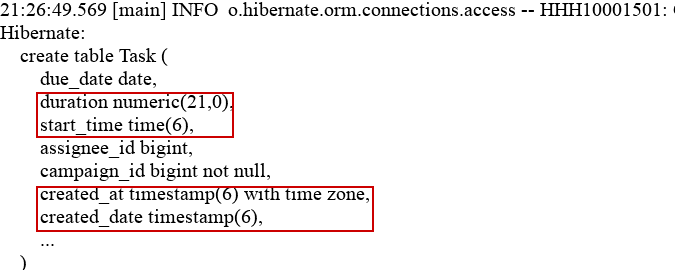 21:26:49.569 [main] INFO o.hibernate.orm.connections.access -- HHH10001501:
Hibernate:
create table Task (
due_date date,
duration numeric(21,0),
start_time time(6),
assignee_id bigint,
campaign_id bigint not null,
created_at timestamp(6) with time zone,
created_date timestamp(6),
...
)